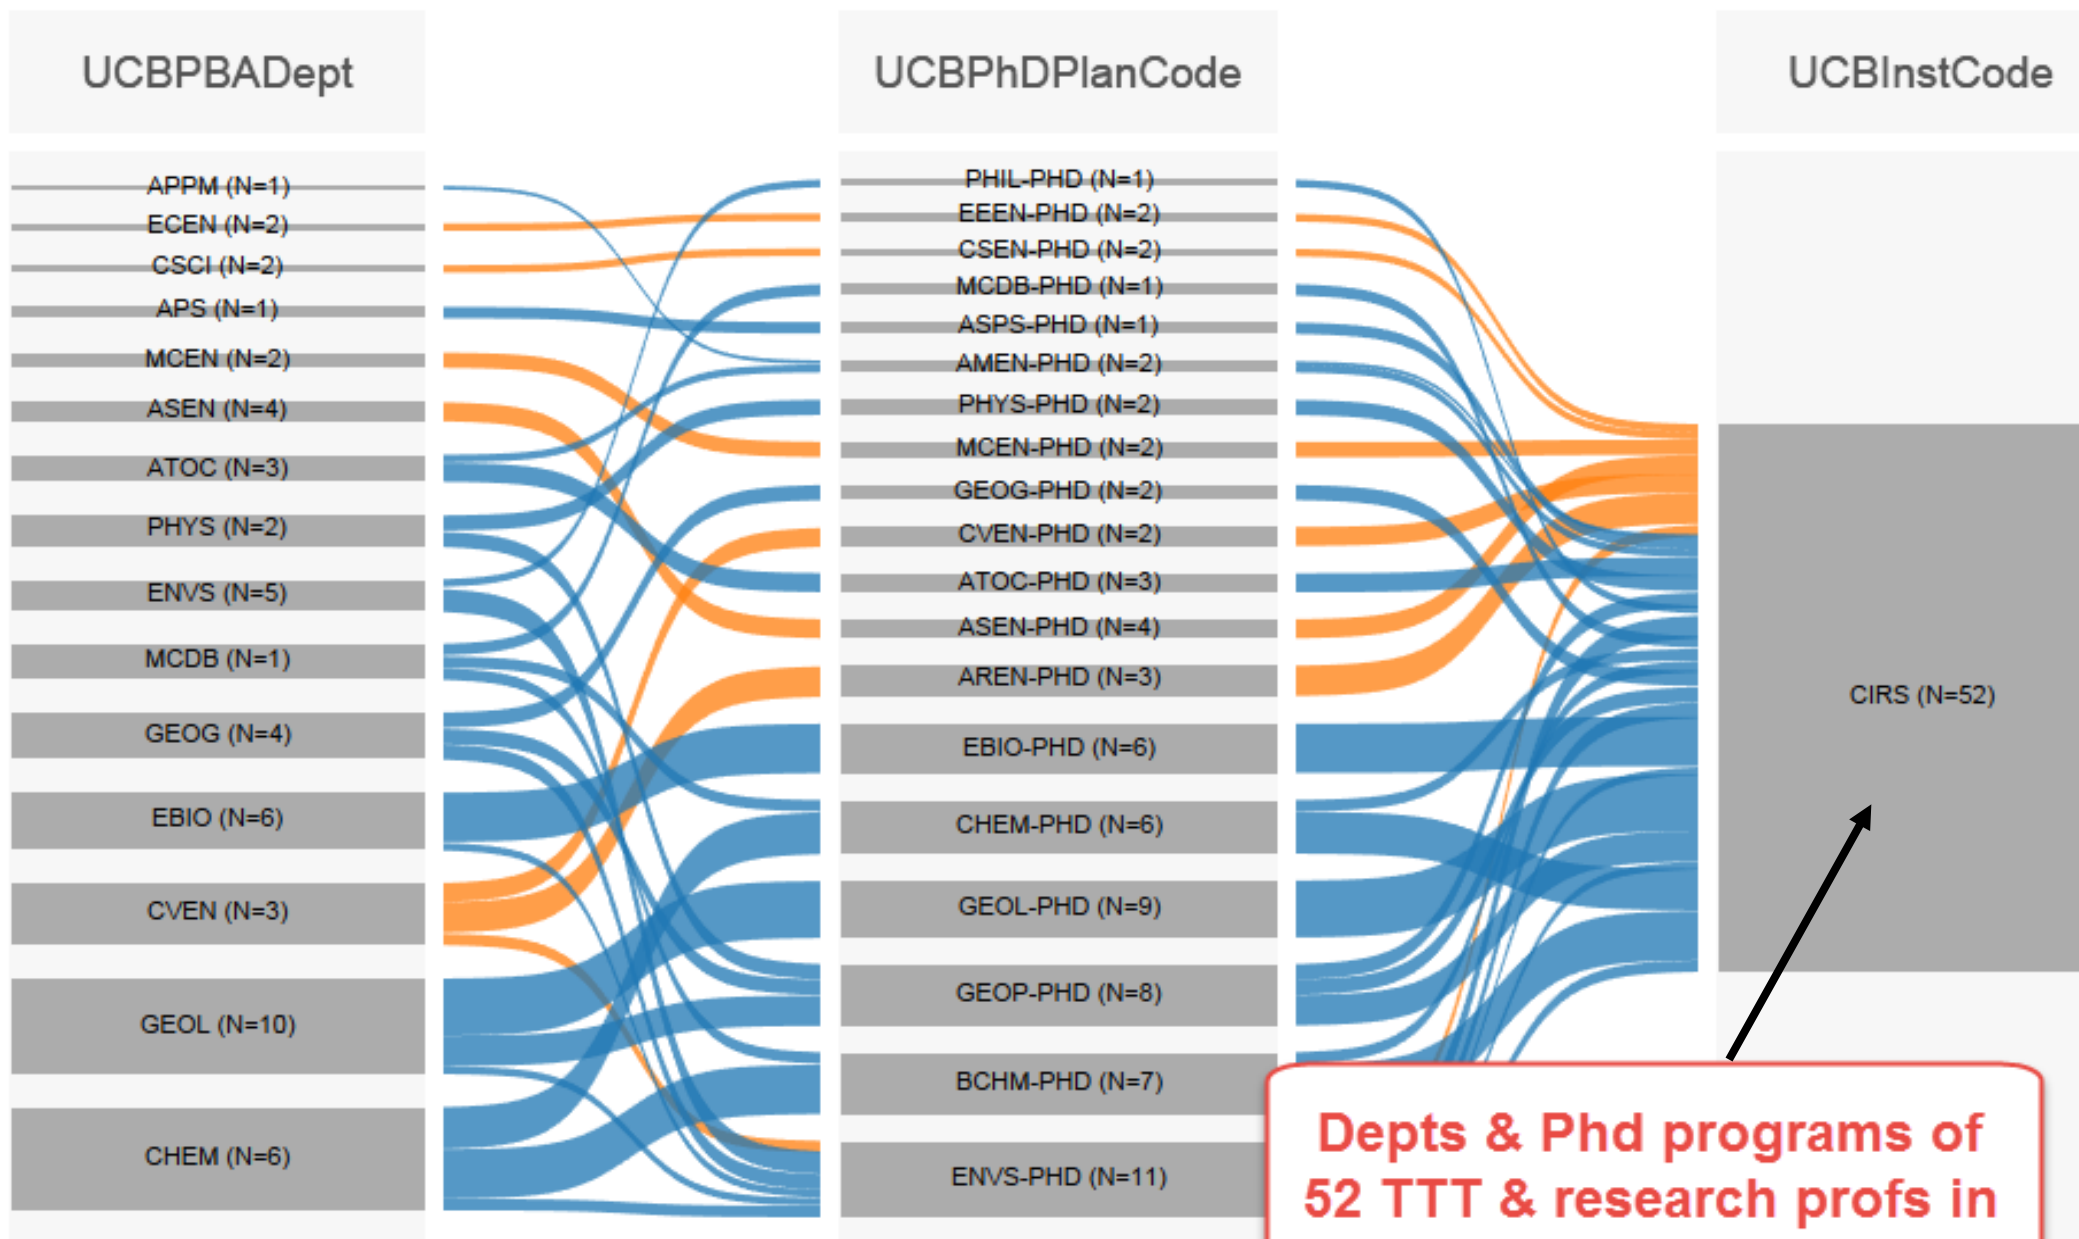 UCBPBADept
UCBPhDPlanCode
UCBInstCode
APPM (N=1)
ECEN (N=2)
CSCI (N=2)
APS (N=1)
MCEN (N=2)
ASEN (N=4)
ATOC (N=3)
PHYS (N=2)
ENVS (N=5)
MCDB (N=1)
GEOG (N=4)
EBIO (N=6)
CVEN (N=3)
GEOL (N=10)
CHEM (N=6)
PHIL-PHD (N=1)
EEEN-PHD (N=2)
CSEN-PHD (N=2)
MCDB-PHD (N=1)
ASPS-PHD (N=1)
AMEN-PHD (N=2)
PHYS-PHD (N=2)
MCEN-PHD (N=2)
GEOG-PHD (N=2)
CVEN-PHD (N=2)
ATOC-PHD (N=3)
ASEN-PHD (N=4)
AREN-PHD (N=3)
EBIO-PHD (N=6)
CHEM-PHD (N=6)
GEOL-PHD (N=9)
GEOP-PHD (N=8)
BCHM-PHD (N=7)
ENVS-PHD (N=11)
CIRS (N=52)
Depts & Phd programs of
52 TTT & research profs in